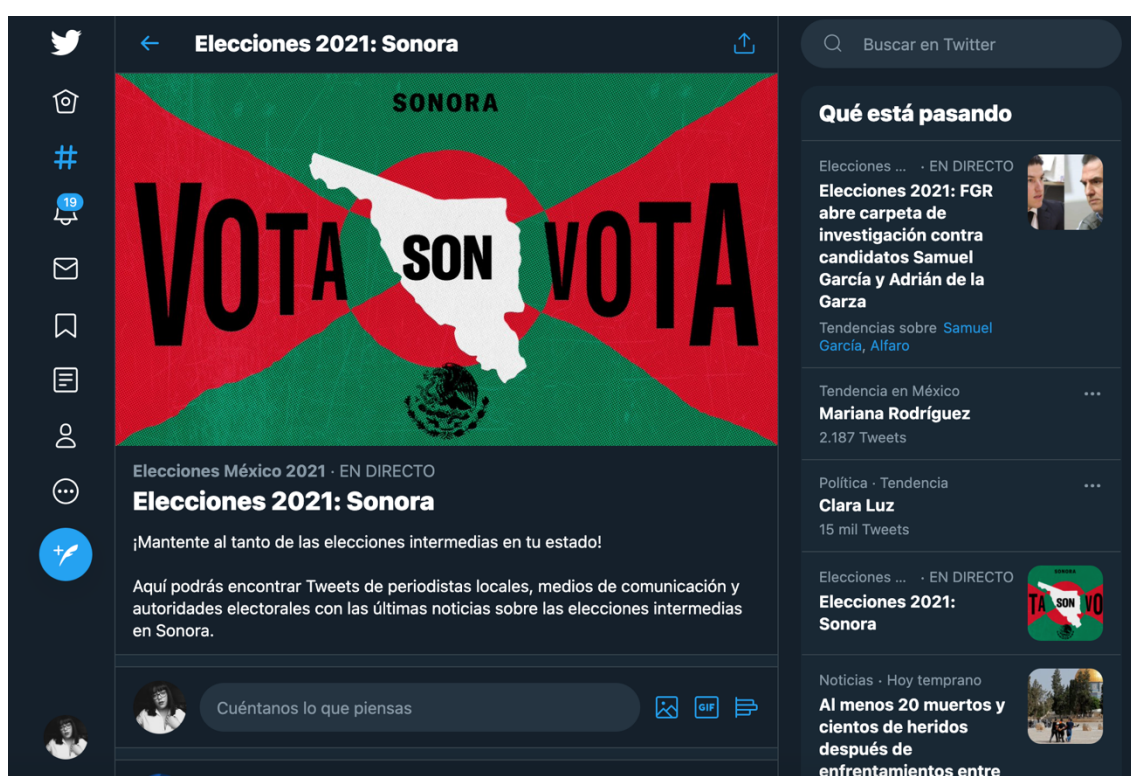 Elecciones 2021: Sonora
SONORA
VOTA SON VOTA
Elecciones México 2021 · EN DIRECTO
Elecciones 2021: Sonora
¡Mantente al tanto de las elecciones intermedias en tu estado!
Aquí podrás encontrar Tweets de periodistas locales, medios de comunicación y
autoridades electorales con las últimas noticias sobre las elecciones intermedias
en Sonora.
Cuéntanos lo que piensas
GIF
19
Buscar en Twitter
Qué está pasando
Elecciones ... · EN DIRECTO
Elecciones 2021: FGR
abre carpeta de
investigación contra
candidatos Samuel
García y Adrián de la
Garza
Tendencias sobre Samuel
García, Alfaro
Tendencia en México
Mariana Rodríguez
2.187 Tweets
Política · Tendencia
Clara Luz
15 mil Tweets
Elecciones ... · EN DIRECTO
Elecciones 2021:
Sonora
SONORA
TA SON VO
Noticias · Hoy temprano
Al menos 20 muertos y
cientos de heridos
después de
enfrentamientos entre